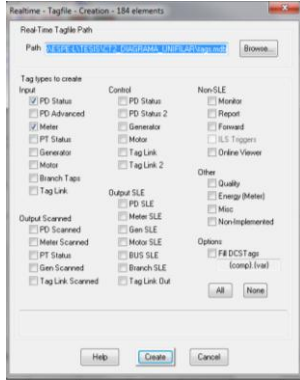 Realtime - Tagfile - Creation - 184 elements
Real-Time Tagfile Path
Path
\ESPE\TESIS\CT2_DIAGRAMA_UNIFILAR\tags.mdb
Browse...
Tag types to create
Input
PD Status
PD Advanced
Meter
PT Status
Generator
Motor
Branch Taps
Tag Link
Output Scanned
PD Scanned
Meter Scanned
PT Status
Gen Scanned
Tag Link Scanned
Control
PD Status
PD Status 2
Generator
Motor
Tag Link
Tag Link 2
Output SLE
PD SLE
Meter SLE
Gen SLE
Motor SLE
BUS SLE
Branch SLE
Tag Link Out
Non-SLE
Monitor
Report
Forward
ILS Triggers
Online Viewer
Other
Quality
Energy (Meter)
Misc
Non-Implemented
Options
Fill DCSTags
{comp}.{var}
All
None
Help
Create
Cancel